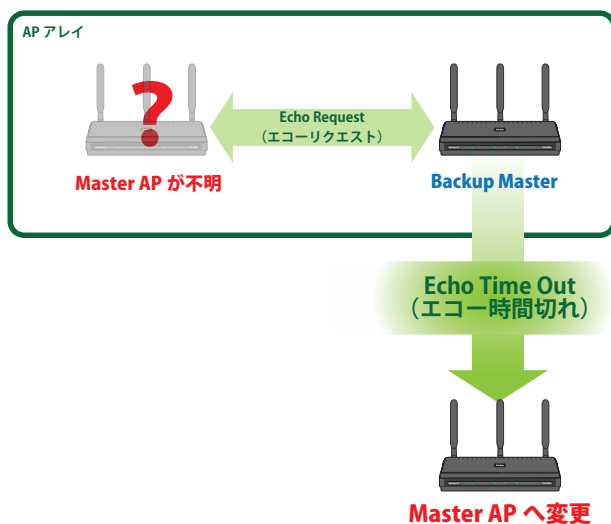 AP アレイ
?
Echo Request
（エコーリクエスト）
Master AP が不明
Backup Master
Echo Time Out
（エコー時間切れ）
Master AP へ変更